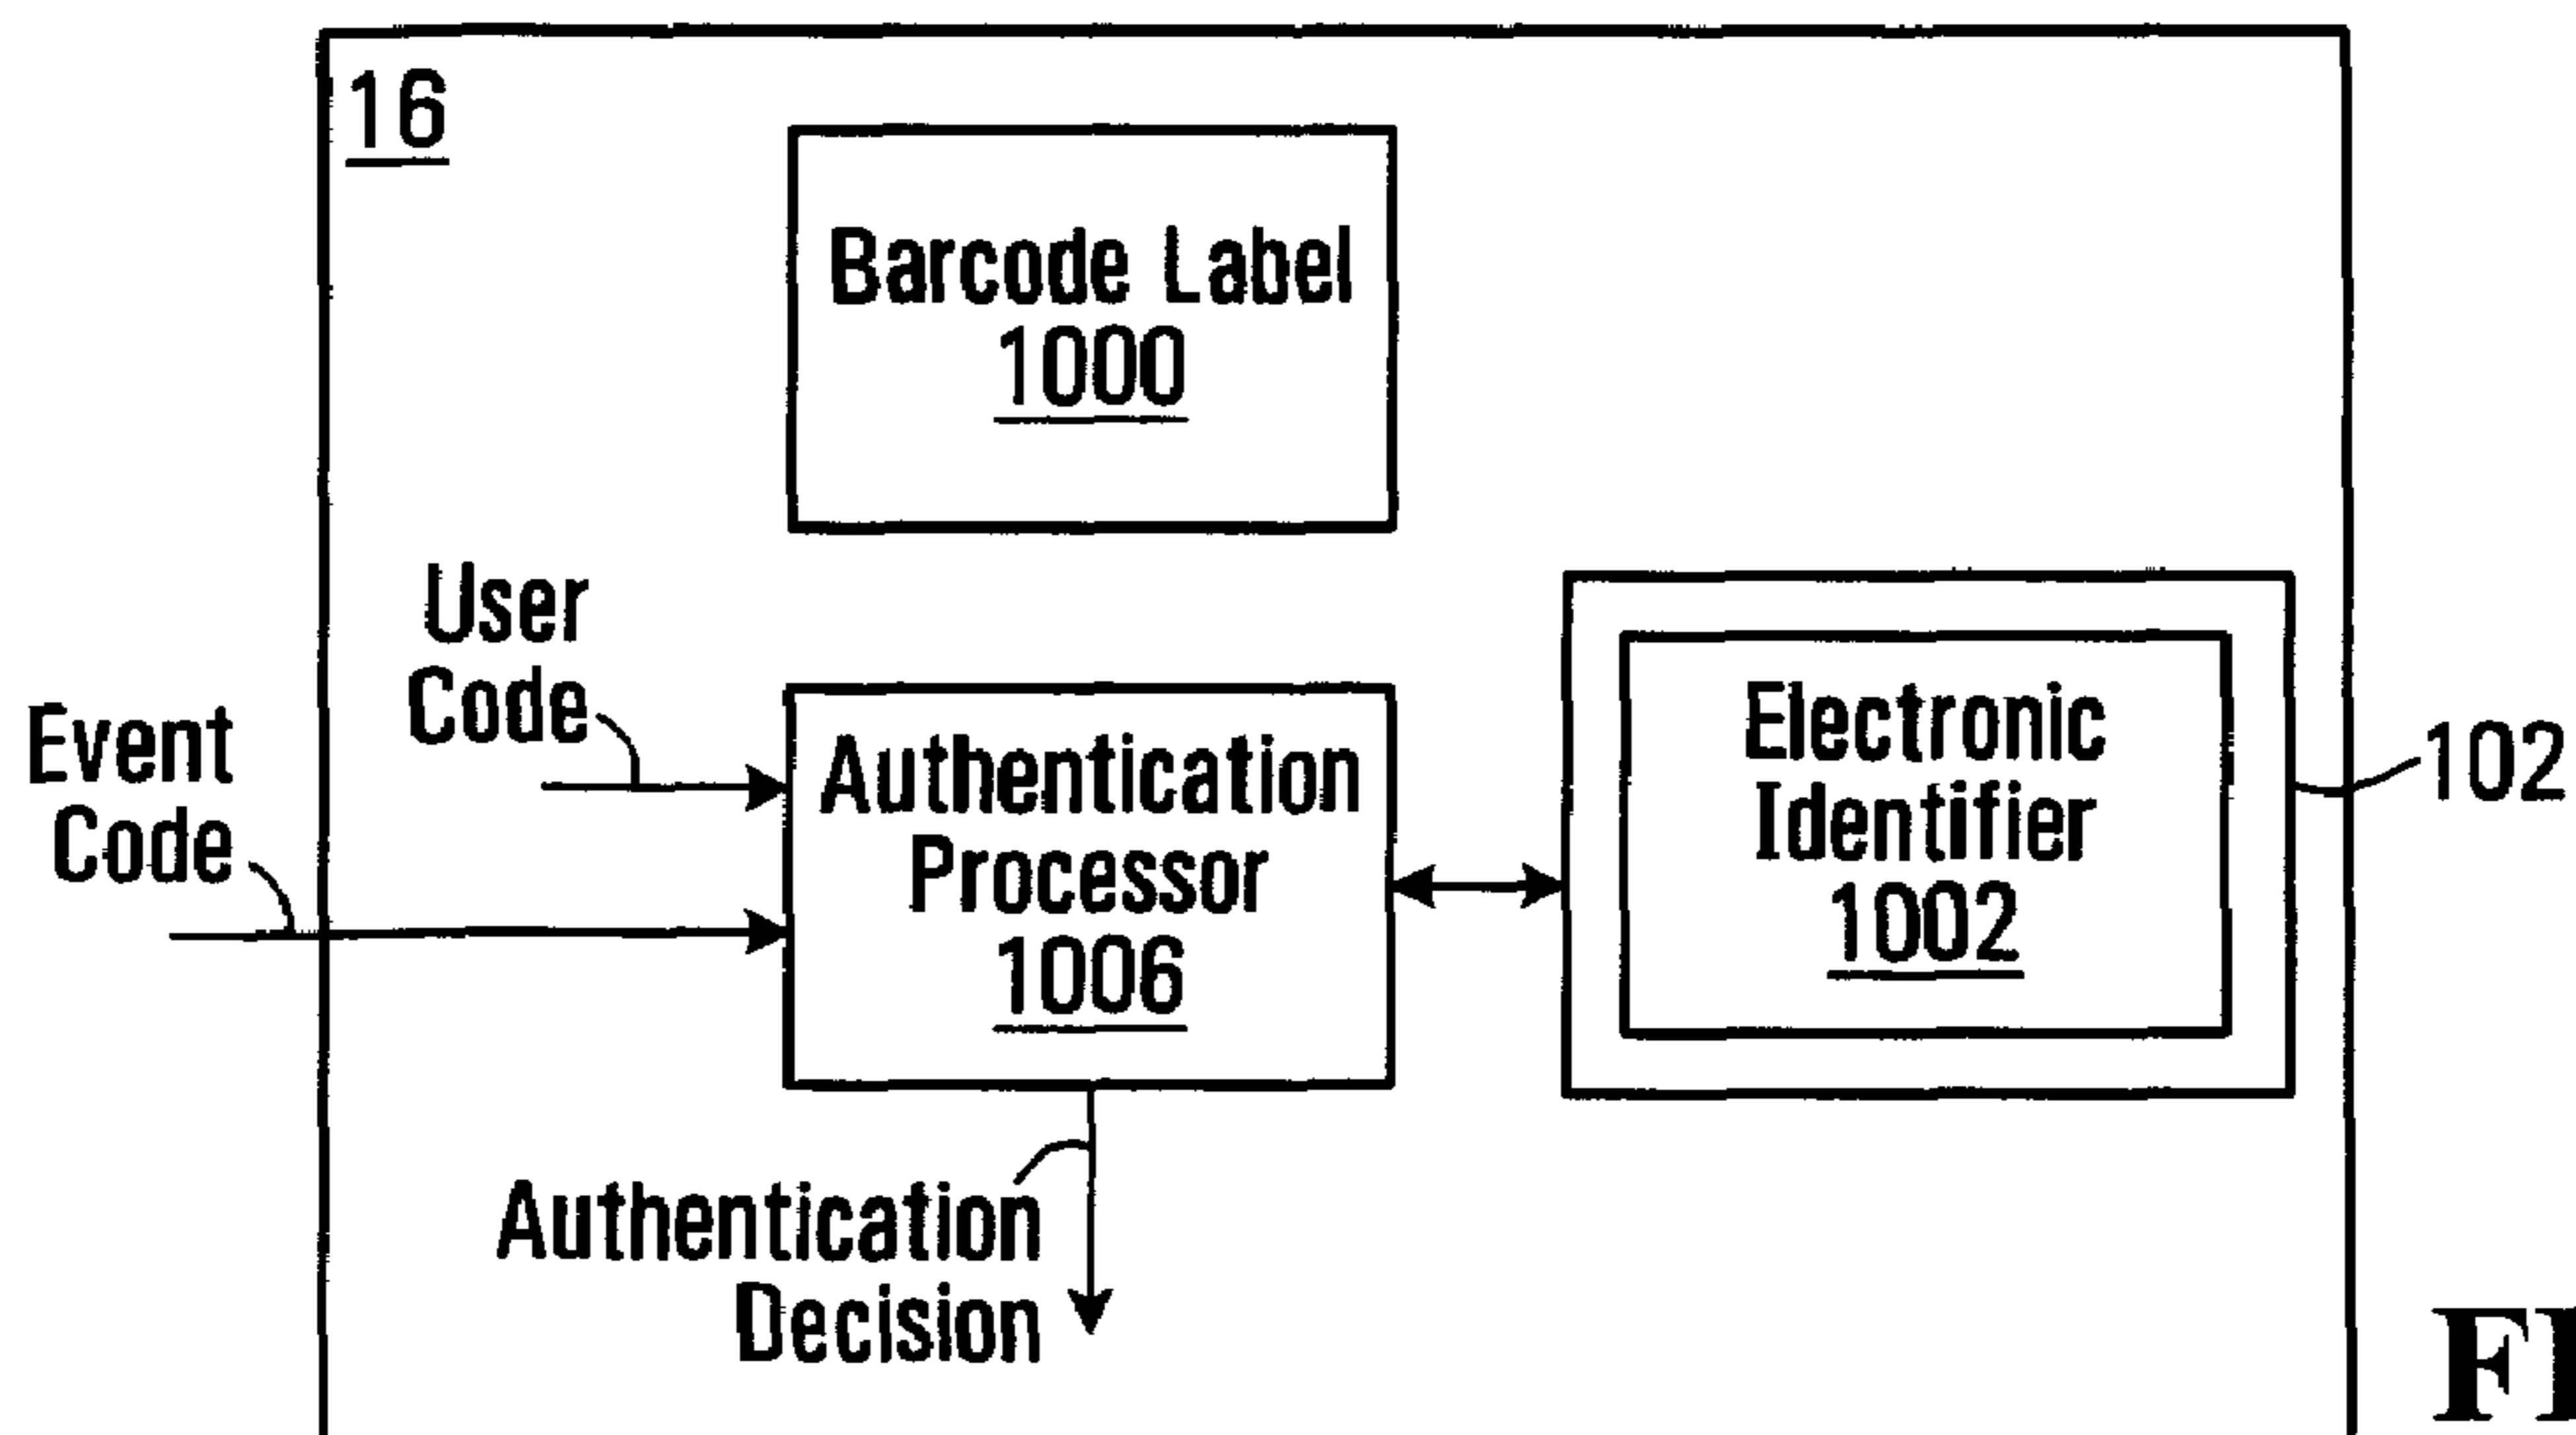 16
Barcode Label
1000
User
Code
Event
Code
Authentication
Processor
1006
Electronic
Identifier
1002
102
Authentication
Decision